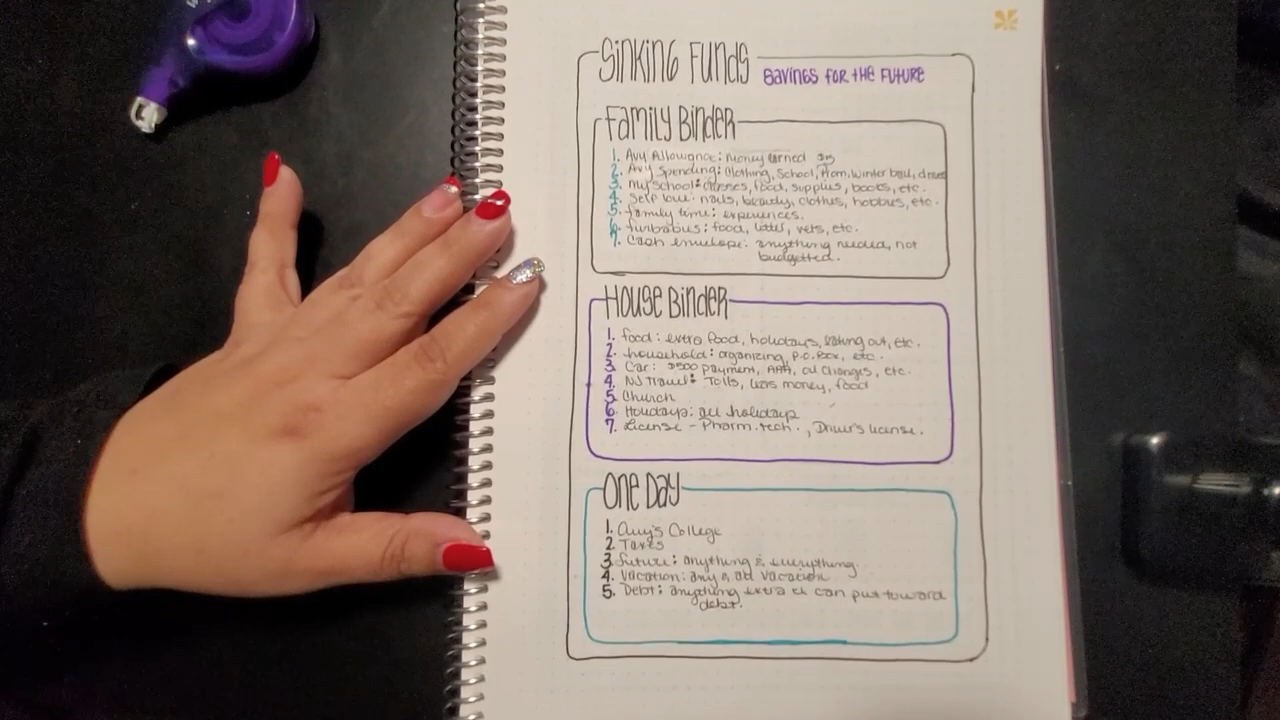 Sinking Funds
Savings for the future
Family Binder
1. Avy Allowance: money earned
2. Avy Spending: Clothing, School, Prom, Winter ball, dress
3. My School: classes, food, supplies, books, etc.
4. Self love: nails, beauty, clothes, hobbies, etc.
5. family time: experiences.
6. furbabies: food, litter, vets, etc.
7. Cash envelope: anything needed, not
budgetted.
House Binder
1. food: extra food, holidays, eating out, etc.
2. household: organizing, P.O. Box, etc.
3. Car: $500 payment, AAA, oil changes, etc.
4. NJ Travel: Tolls, money, food
5. Church
6. Holidays: all holidays
7. License - Pharm. tech., Driver's license.
One Day
1. Avy's College
2. Taxes
3. Future: anything & everything.
4. Vacation: any & all vacation
5. Debt: anything extra can put toward
debt.